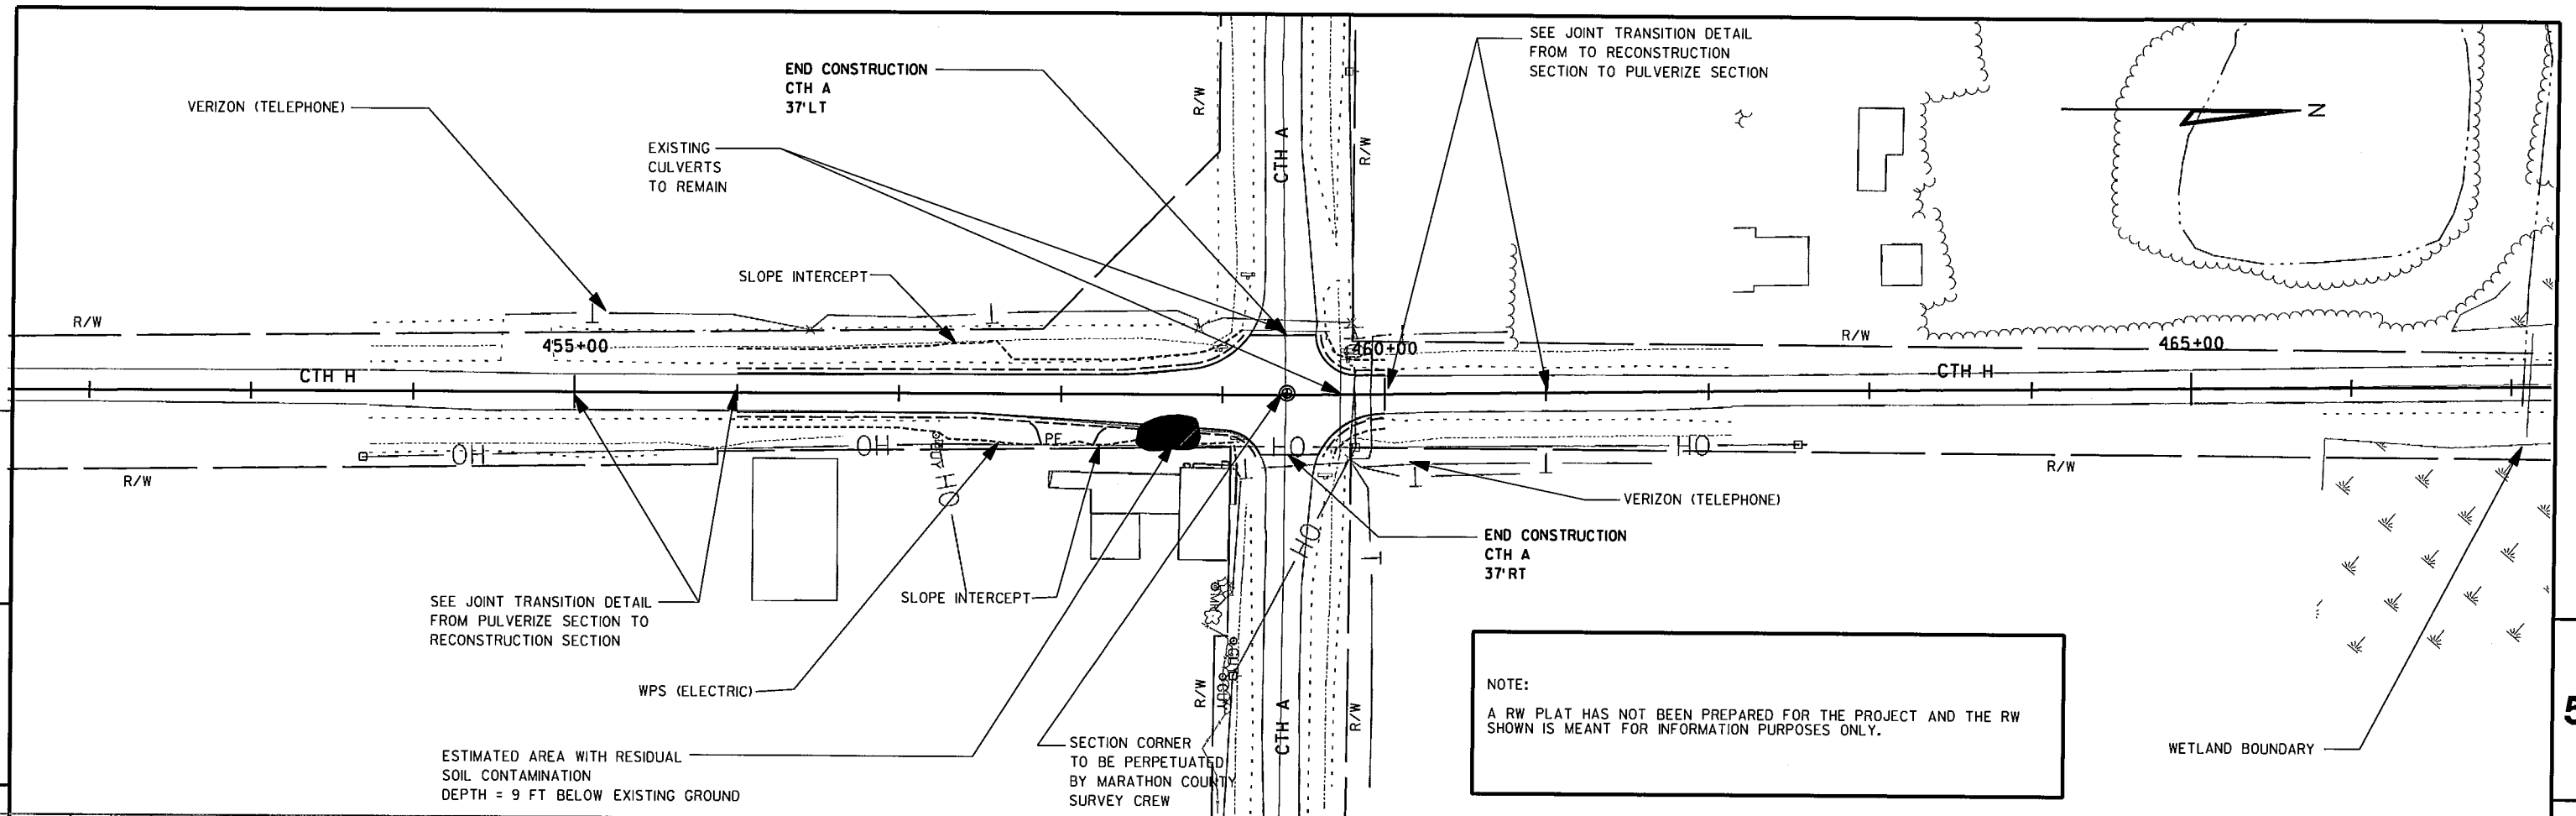 SEE JOINT TRANSITION DETAIL
FROM TO RECONSTRUCTION
SECTION TO PULVERIZE SECTION
END CONSTRUCTION
CTH A
37'LT
VERIZON (TELEPHONE)
R/W
CTH A
R/W
N
EXISTING
CULVERTS
TO REMAIN
SLOPE INTERCEPT
R/W
455+00
460+00
R/W
465+00
CTH H
CTH H
OH
OH
PE
OH
OH
R/W
R/W
GUY
OH
VERIZON (TELEPHONE)
END CONSTRUCTION
CTH A
37'RT
OH
SEE JOINT TRANSITION DETAIL
FROM PULVERIZE SECTION TO
RECONSTRUCTION SECTION
SLOPE INTERCEPT
WPS (ELECTRIC)
R/W
CTH A
R/W
NOTE:
A RW PLAT HAS NOT BEEN PREPARED FOR THE PROJECT AND THE RW
SHOWN IS MEANT FOR INFORMATION PURPOSES ONLY.
5
ESTIMATED AREA WITH RESIDUAL
SOIL CONTAMINATION
DEPTH = 9 FT BELOW EXISTING GROUND
SECTION CORNER
TO BE PERPETUATED
BY MARATHON COUNTY
SURVEY CREW
WETLAND BOUNDARY